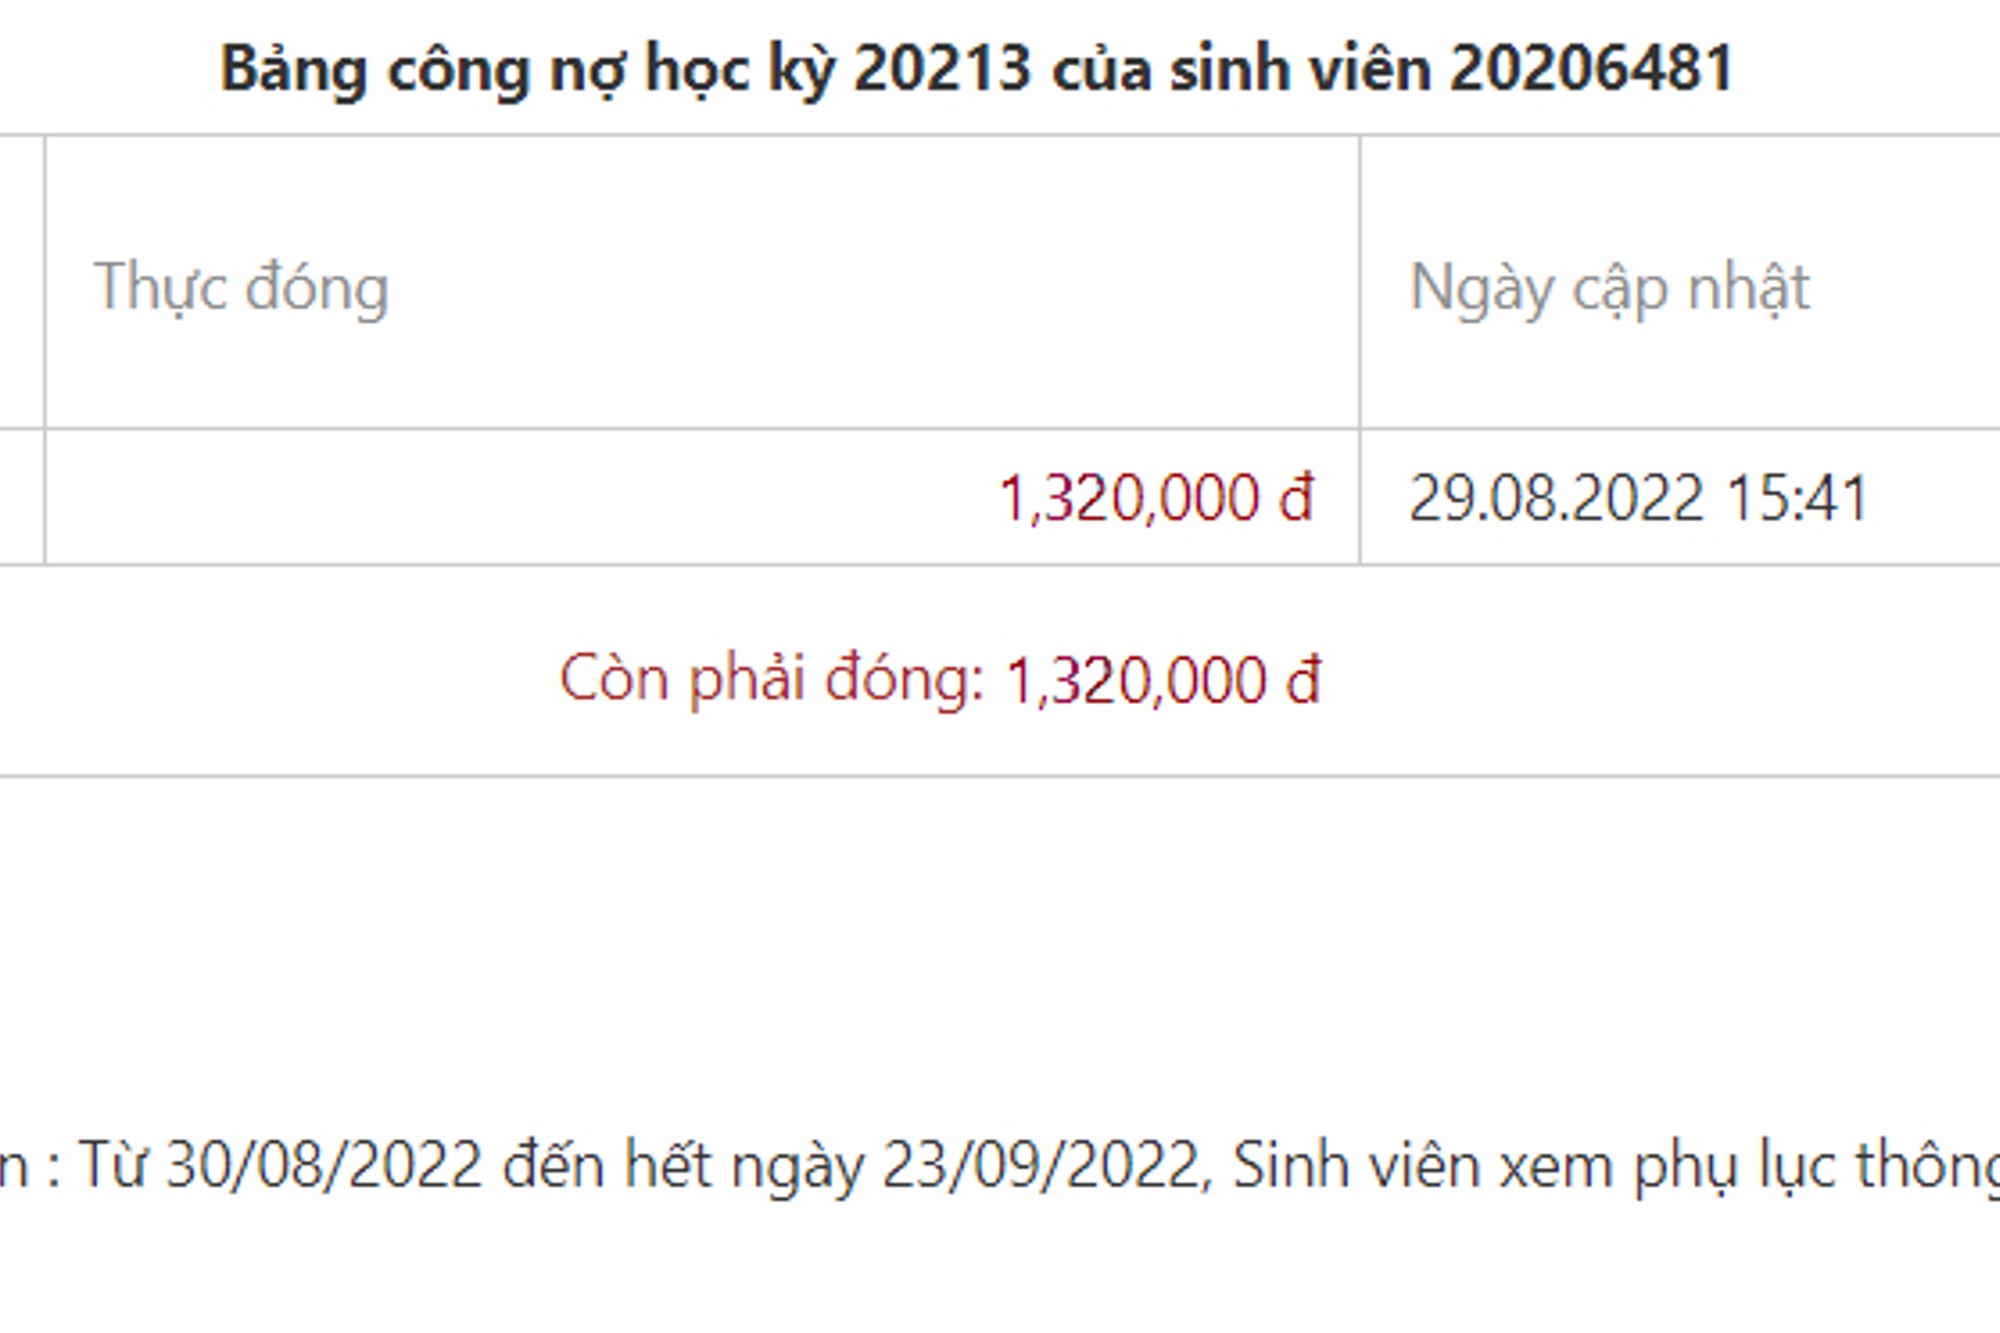 Bảng công nợ học kỳ 20213 của sinh viên 20206481
Thực đóng Ngày cập nhật
1,320,000 đ 29.08.2022 15:41
Còn phải đóng: 1,320,000 đ
n : Từ 30/08/2022 đến hết ngày 23/09/2022, Sinh viên xem phụ lục thông